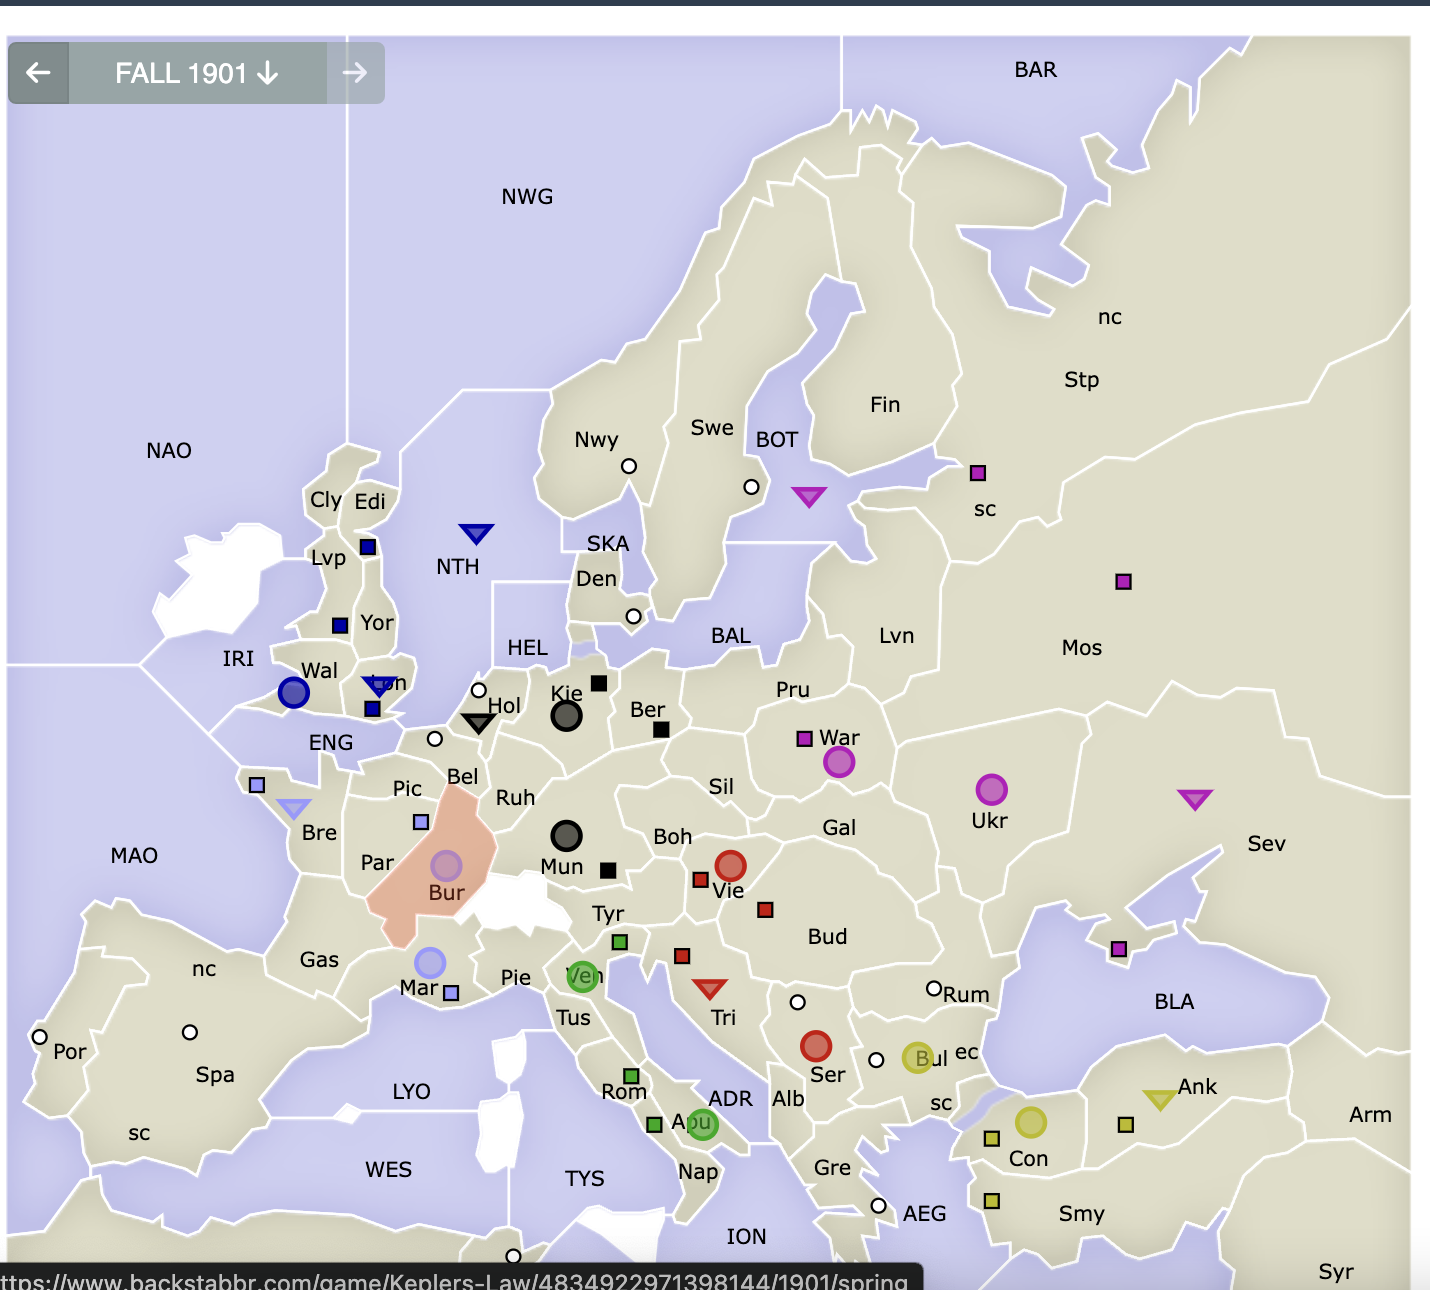 FALL 1901
BAR
NWG
nc
Stp
Fin
Swe
BOT
Nwy
NAO
Cly
Edi
sc
SKA
Lvp
NTH
Den
Yor
BAL
Lvn
HEL
Mos
IRI
Wal
Lon
Pru
Kie
Hol
Ber
War
ENG
Bel
Pic
Sil
Ruh
Ukr
Bre
Gal
Boh
Sev
MAO
Par
Mun
Bur
Vie
Tyr
Bud
Gas
nc
Ven
Pie
Mar
Rum
BLA
Tus
Tri
Por
Bul
ec
Spa
Ser
Ank
LYO
Rom
ADR
Alb
sc
Arm
Apu
sc
Con
WES
TYS
Nap
Gre
AEG
Smy
ION
Syr
ttps://www.backstabbr.com/game/Keplers-Law/4834922971398144/1901/spring